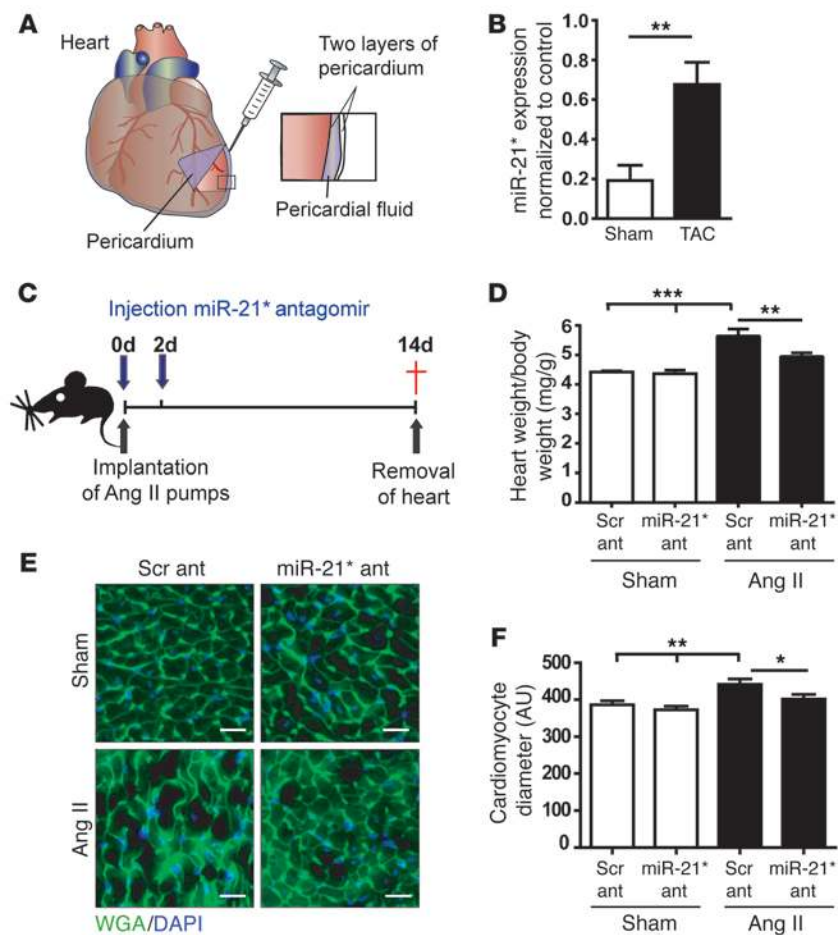 A
Heart
Two layers of
pericardium
Pericardial fluid
Pericardium
B
miR-21* expression
normalized to control
1.0
0.8
0.6
0.4
0.2
0.0
**
Sham
TAC
C
Injection miR-21* antagomir
0d
2d
14d
Implantation
of Ang II pumps
Removal
of heart
D
Heart weight/body
weight (mg/g)
6
5
4
3
2
1
0
***
**
Scr
ant
miR-21*
ant
Scr
ant
miR-21*
ant
Sham
Ang II
E
Scr ant
miR-21* ant
Sham
Ang II
WGA/DAPI
F
Cardiomyocyte
diameter (AU)
500
400
300
200
100
0
**
*
Scr
ant
miR-21*
ant
Scr
ant
miR-21*
ant
Sham
Ang II